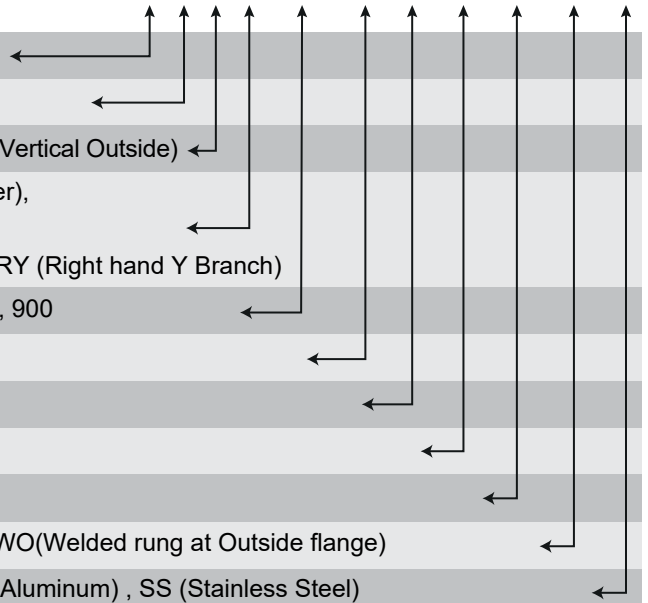 Vertical Outside)
er),
RY (Right hand Y Branch)
, 900
WO(Welded rung at Outside flange)
Aluminum) , SS (Stainless Steel)